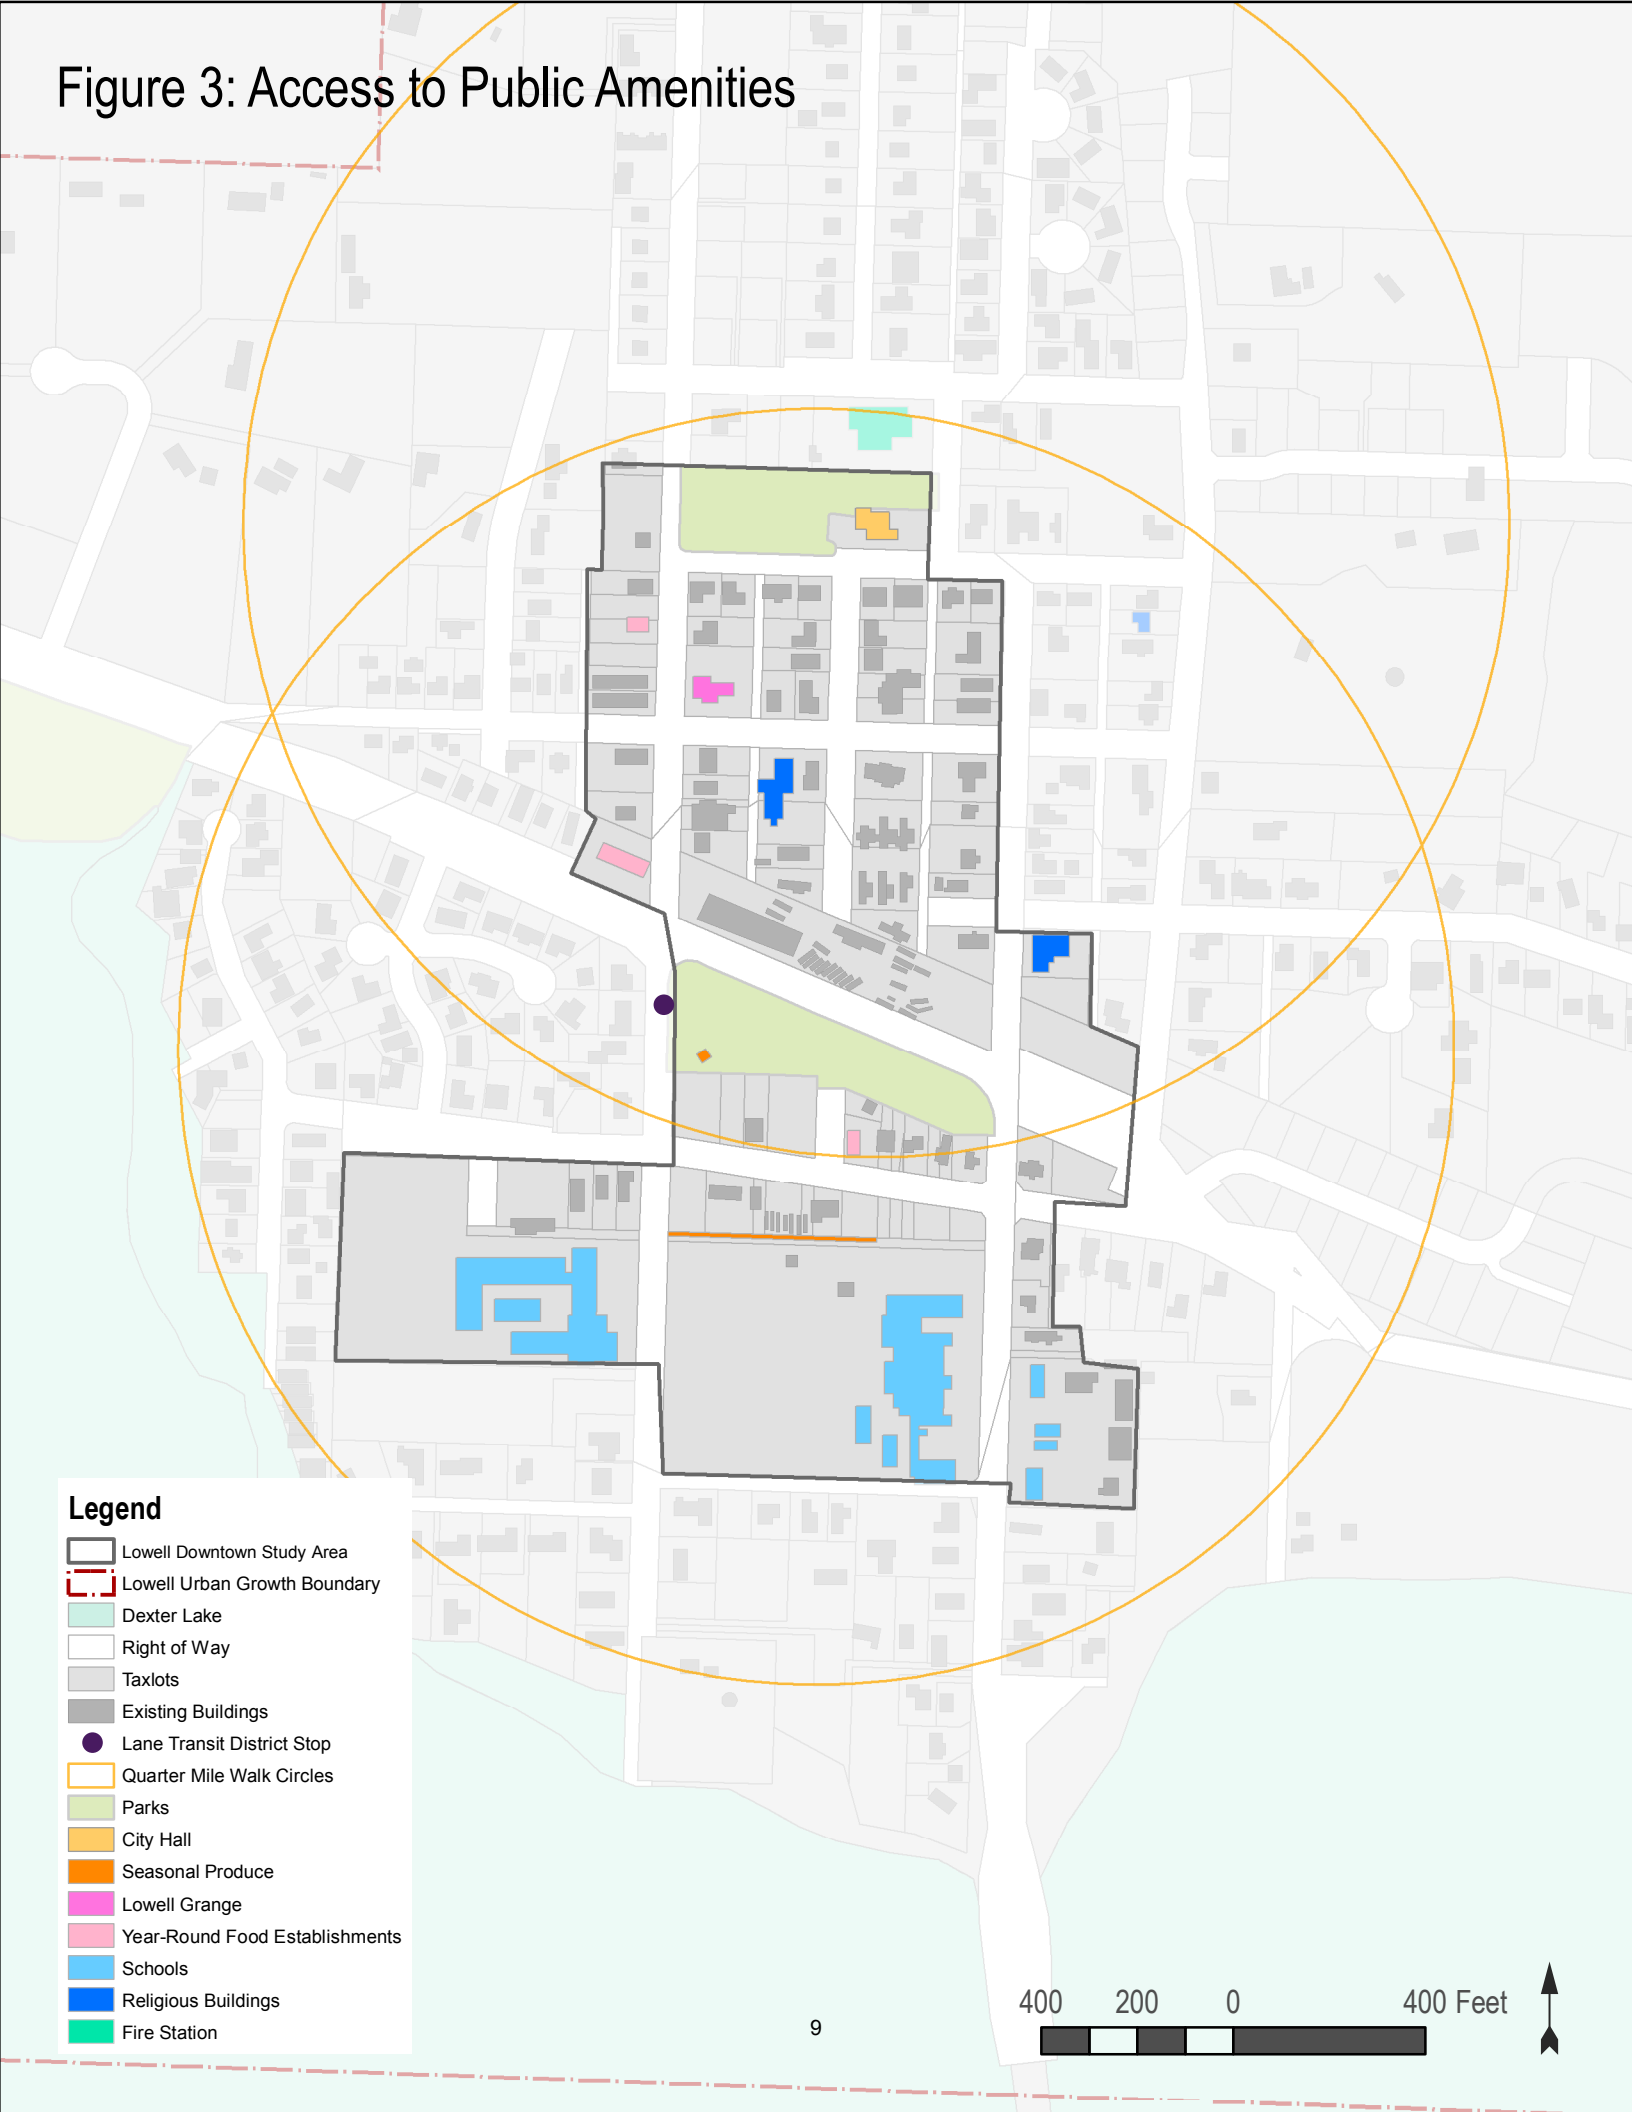 Figure 3: Access to Public Amenities
Legend
Lowell Downtown Study Area
Lowell Urban Growth Boundary
Dexter Lake
Right of Way
Taxlots
Existing Buildings
Lane Transit District Stop
Quarter Mile Walk Circles
Parks
City Hall
Seasonal Produce
Lowell Grange
Year-Round Food Establishments
Schools
Religious Buildings
Fire Station
400 200 0 400 Feet
9